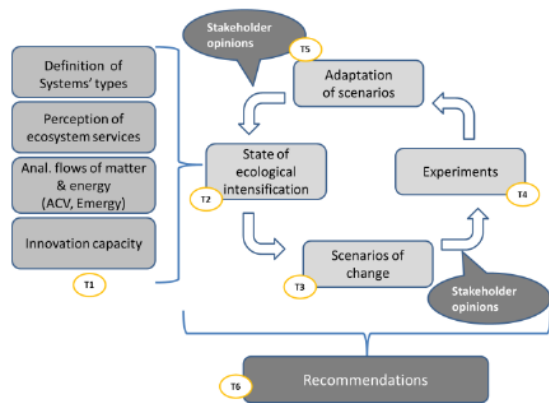 Stakeholder
opinions
T5
Adaptation
of scenarios
Definition of
Systems' types
Perception of
ecosystem services
Anal. flows of matter
& energy
(ACV, Emergy)
Innovation capacity
T1
State of
ecological
intensification
T2
Experiments
T4
Scenarios of
change
T3
Stakeholder
opinions
Recommendations
T6